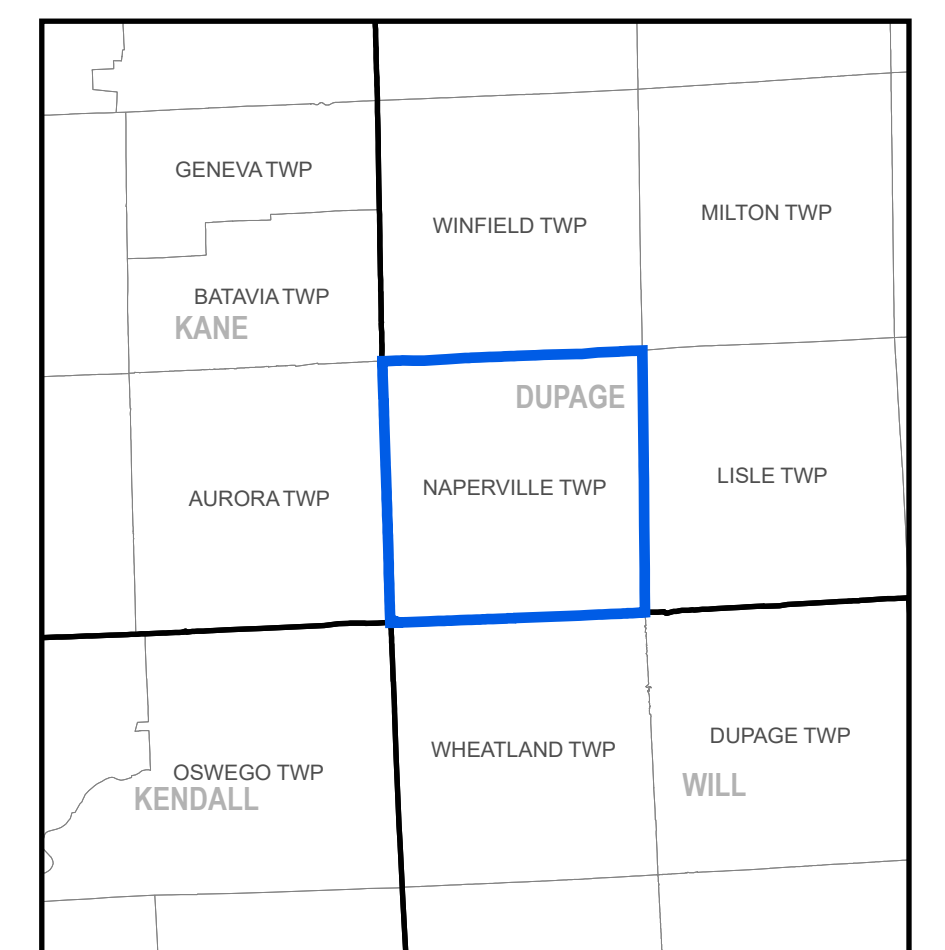 GENEVA TWP
MILTON TWP
WINFIELD TWP
BATAVIA TWP
KANE
DUPAGE
LISLE TWP
NAPERVILLE TWP
AURORA TWP
DUPAGE TWP
WHEATLAND TWP
OSWEGO TWP
WILL
KENDALL